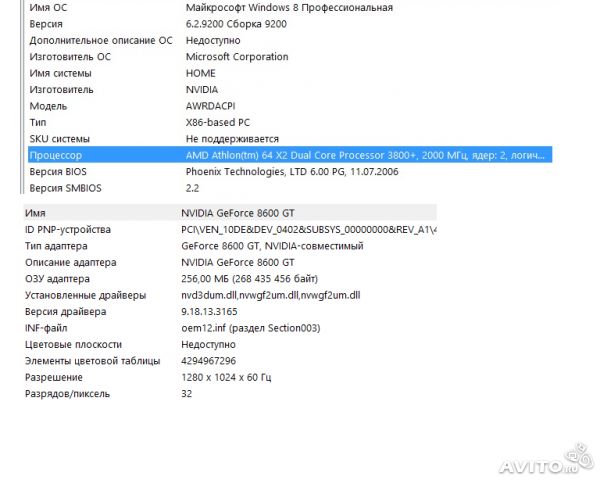 Имя ОС Майкрософт Windows 8 Профессиональная
Версия 6.2.9200 Сборка 9200
Дополнительное описание ОС Недоступно
Изготовитель ОС Microsoft Corporation
Имя системы HOME
Изготовитель NVIDIA
Модель AWRDACPI
Тип X86-based PC
SKU системы Не поддерживается
Процессор AMD Athlon(tm) 64 X2 Dual Core Processor 3800+, 2000 МГц, ядер: 2, логич...
Версия BIOS Phoenix Technologies, LTD 6.00 PG, 11.07.2006
Версия SMBIOS 2.2
Имя NVIDIA GeForce 8600 GT
ID PNP-устройства PCI\VEN_10DE&DEV_0402&SUBSYS_00000000&REV_A1\4
Тип адаптера GeForce 8600 GT, NVIDIA-совместимый
Описание адаптера NVIDIA GeForce 8600 GT
ОЗУ адаптера 256,00 МБ (268 435 456 байт)
Установленные драйверы nvd3dum.dll,nvwgf2um.dll,nvwgf2um.dll
Версия драйвера 9.18.13.3165
INF-файл oem12.inf (раздел Section003)
Цветовые плоскости Недоступно
Элементы цветовой таблицы 4294967296
Разрешение 1280 x 1024 x 60 Гц
Разрядов/пиксель 32
AVITO.ru